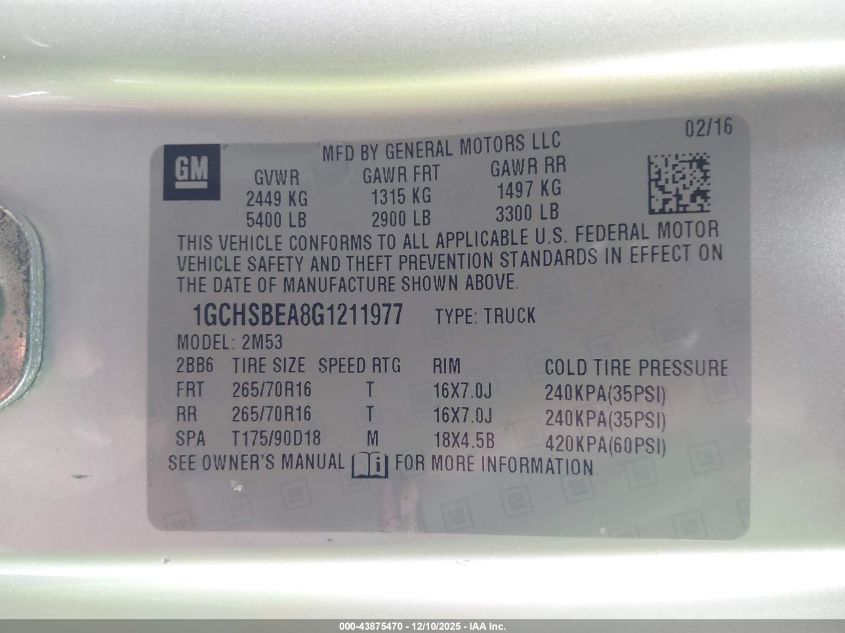 02/16
GM
MFD BY GENERAL MOTORS LLC
GVWR GAWR FRT GAWR RR
2449 KG 1315 KG 1497 KG
5400 LB 2900 LB 3300 LB
THIS VEHICLE CONFORMS TO ALL APPLICABLE U.S. FEDERAL MOTOR
VEHICLE SAFETY AND THEFT PREVENTION STANDARDS IN EFFECT ON
THE DATE OF MANUFACTURE SHOWN ABOVE.
1GCHSBEA8G1211977 TYPE: TRUCK
MODEL: 2M53
2BB6 TIRE SIZE SPEED RTG RIM COLD TIRE PRESSURE
FRT 265/70R16 T 16X7.0J 240KPA(35PSI)
RR 265/70R16 T 16X7.0J 240KPA(35PSI)
SPA T175/90D18 M 18X4.5B 420KPA(60PSI)
SEE OWNER'S MANUAL i FOR MORE INFORMATION
000-43875470 - 12/10/2025 - IAA Inc.